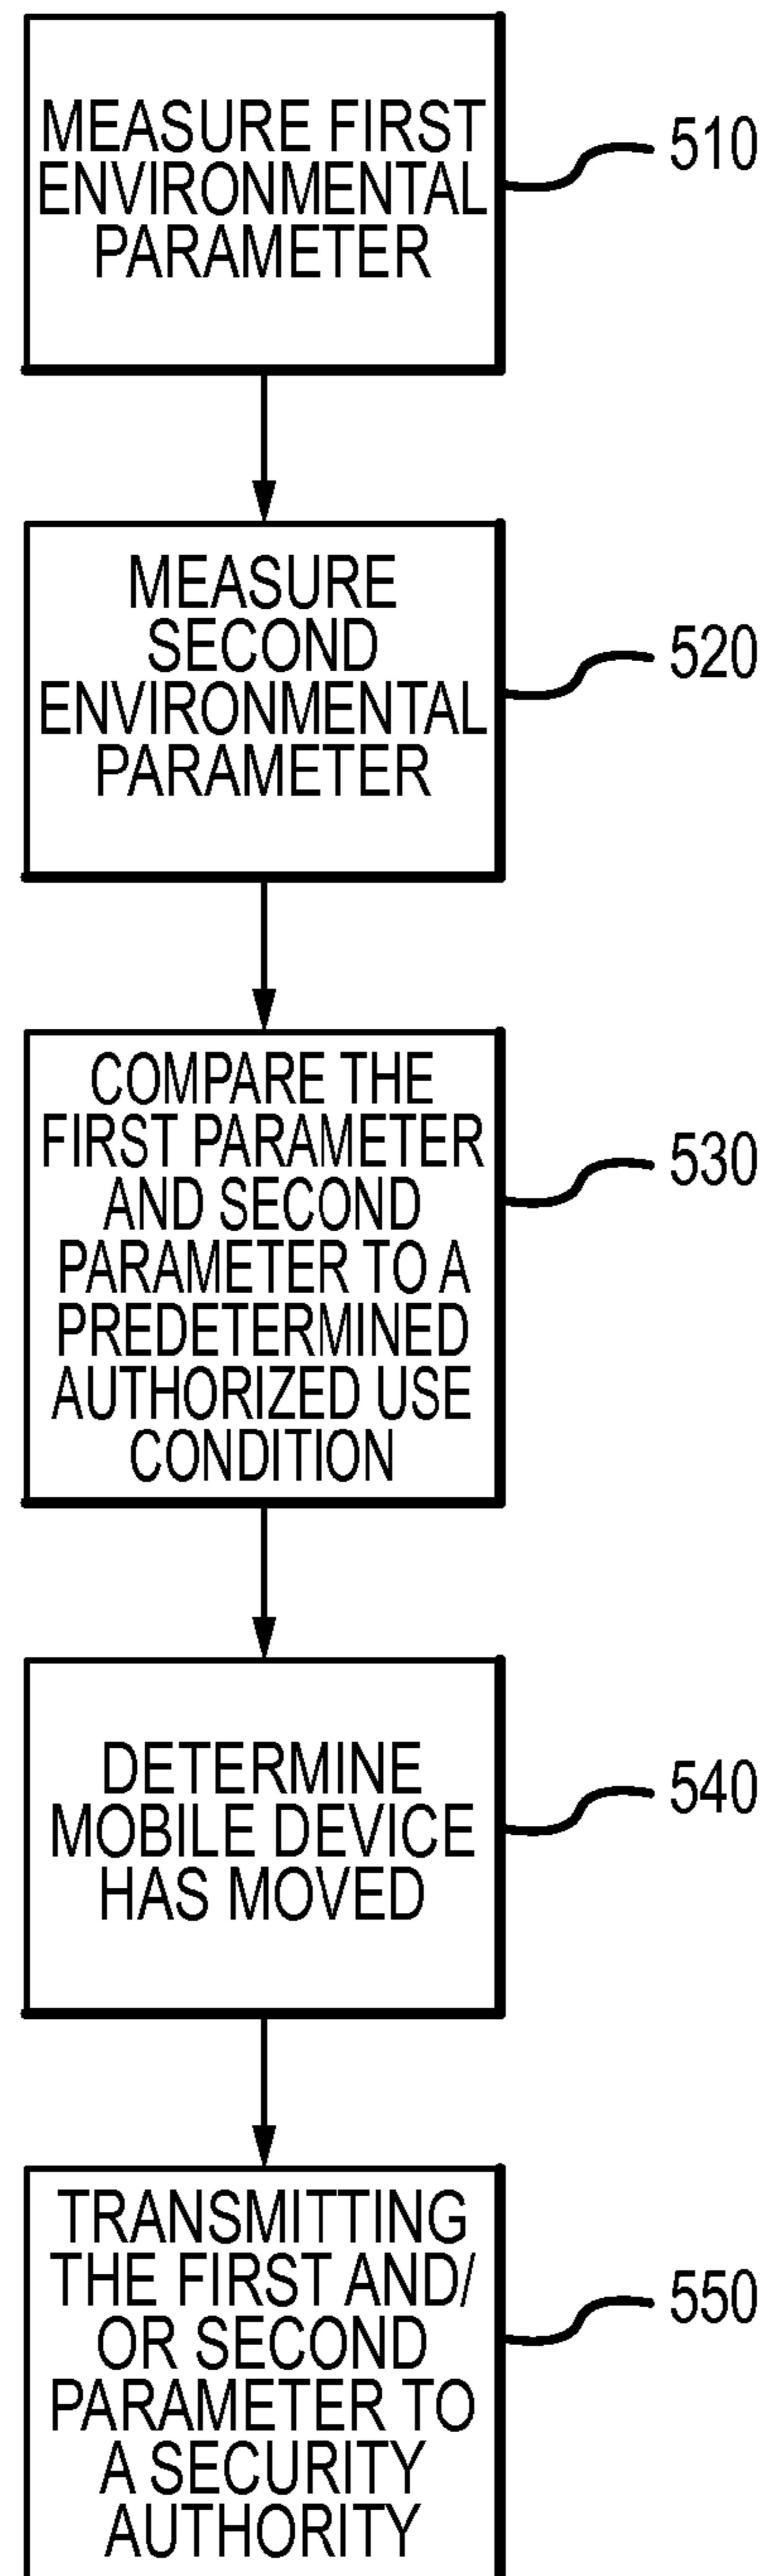 MEASURE FIRST
ENVIRONMENTAL
PARAMETER
510
MEASURE
SECOND
ENVIRONMENTAL
PARAMETER
520
COMPARE THE
FIRST PARAMETER
AND SECOND
PARAMETER TO A
PREDETERMINED
AUTHORIZED USE
CONDITION
530
DETERMINE
MOBILE DEVICE
HAS MOVED
540
TRANSMITTING
THE FIRST AND/
OR SECOND
PARAMETER TO
A SECURITY
AUTHORITY
550